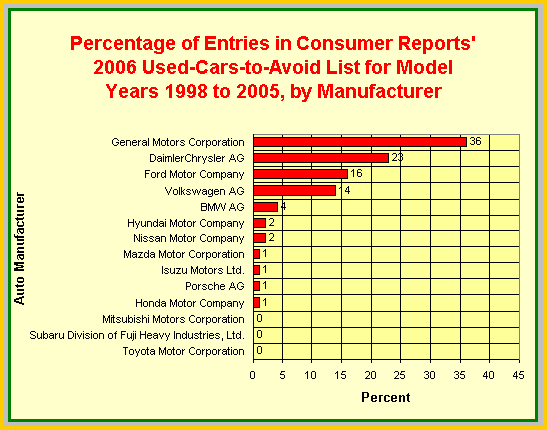 Percentage of Entries in Consumer Reports'
2006 Used-Cars-to-Avoid List for Model
Years 1998 to 2005, by Manufacturer
Auto Manufacturer
General Motors Corporation 36
DaimlerChrysler AG 23
Ford Motor Company 16
Volkswagen AG 14
BMW AG 4
Hyundai Motor Company 2
Nissan Motor Company 2
Mazda Motor Corporation 1
Isuzu Motors Ltd. 1
Porsche AG 1
Honda Motor Company 1
Mitsubishi Motors Corporation 0
Subaru Division of Fuji Heavy Industries, Ltd. 0
Toyota Motor Corporation 0
0 5 10 15 20 25 30 35 40 45
Percent